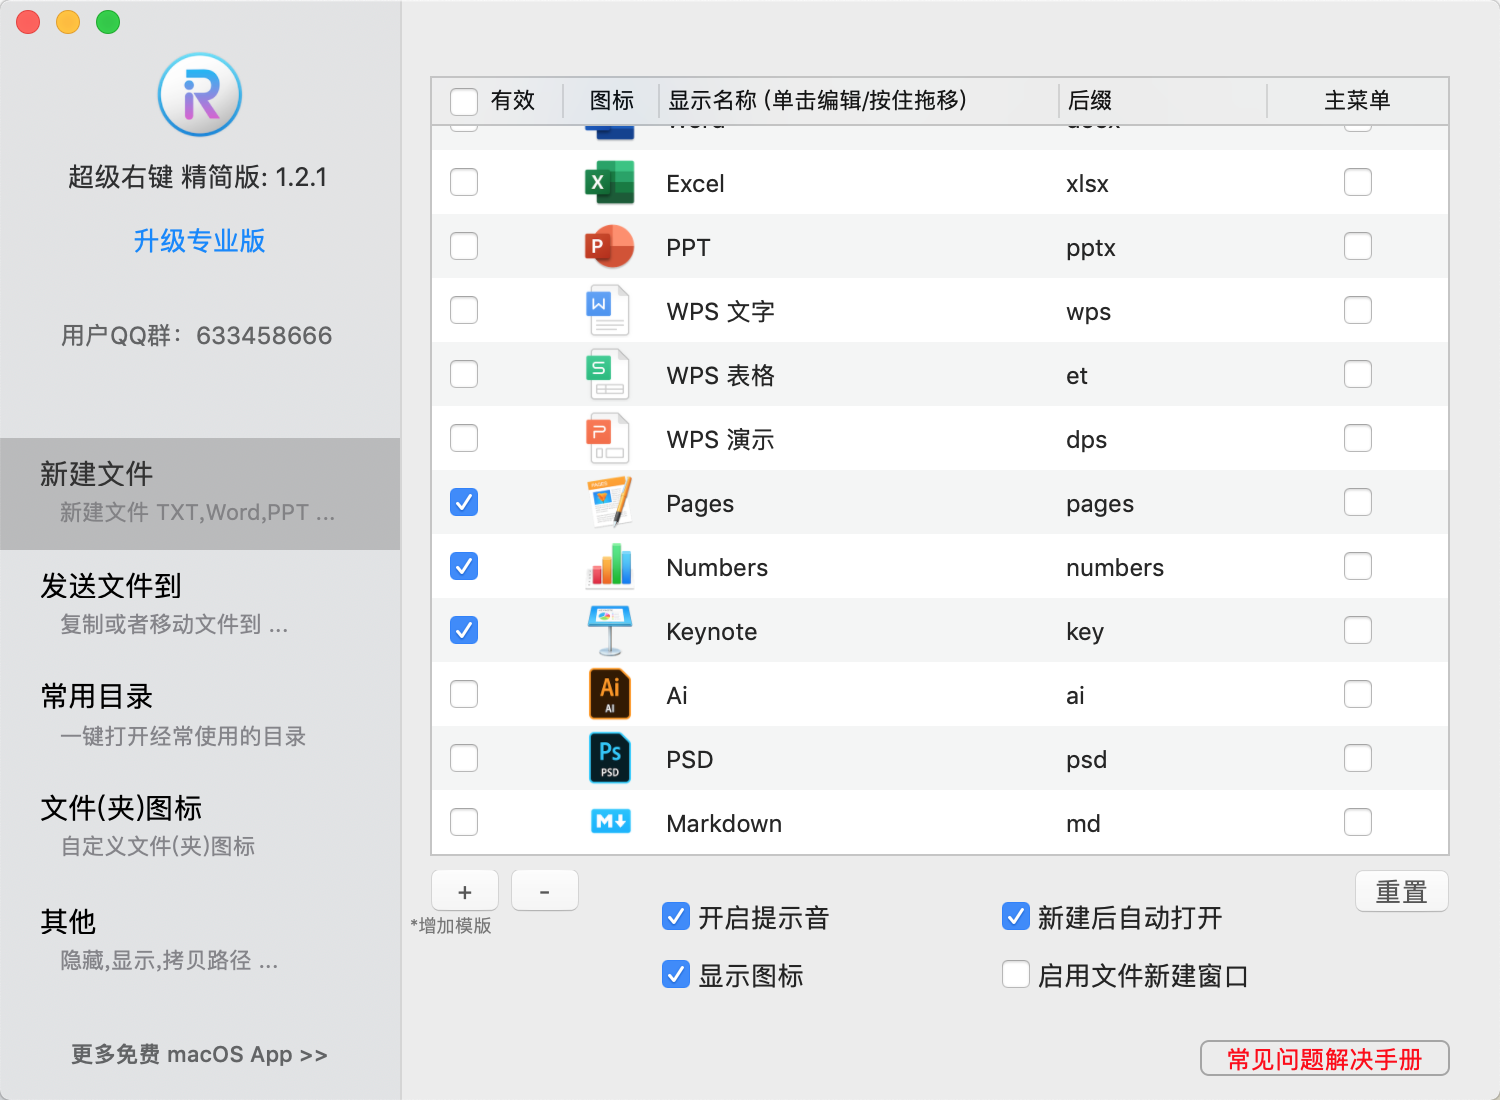 超级右键 精简版: 1.2.1
升级专业版
用户QQ群: 633458666
新建文件
新建文件 TXT,Word,PPT ...
发送文件到
复制或者移动文件到 ...
常用目录
一键打开经常使用的目录
文件(夹)图标
自定义文件(夹)图标
其他
隐藏,显示,拷贝路径 ...
更多免费 macOS App >>
有效 图标 显示名称 (单击编辑/按住拖移) 后缀 主菜单
Word docx
X Excel xlsx
P PPT pptx
W WPS 文字 wps
S WPS 表格 et
P WPS 演示 dps
PAGES Pages pages
Numbers numbers
Keynote key
Ai AI Ai ai
Ps PSD PSD psd
M Markdown md
+ -
*增加模版
重置
开启提示音 新建后自动打开
显示图标 启用文件新建窗口
常见问题解决手册